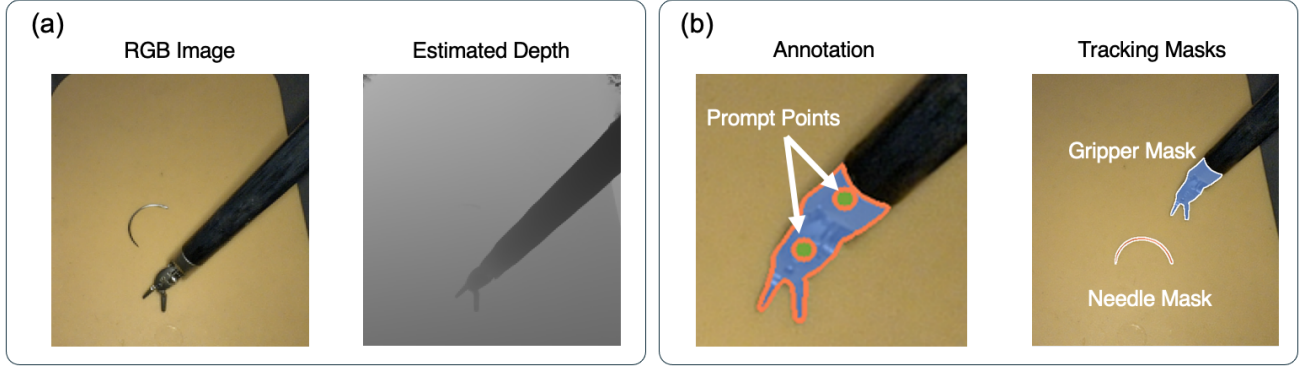 (a)
RGB Image
Estimated Depth
(b)
Annotation
Tracking Masks
Prompt Points
Gripper Mask
Needle Mask